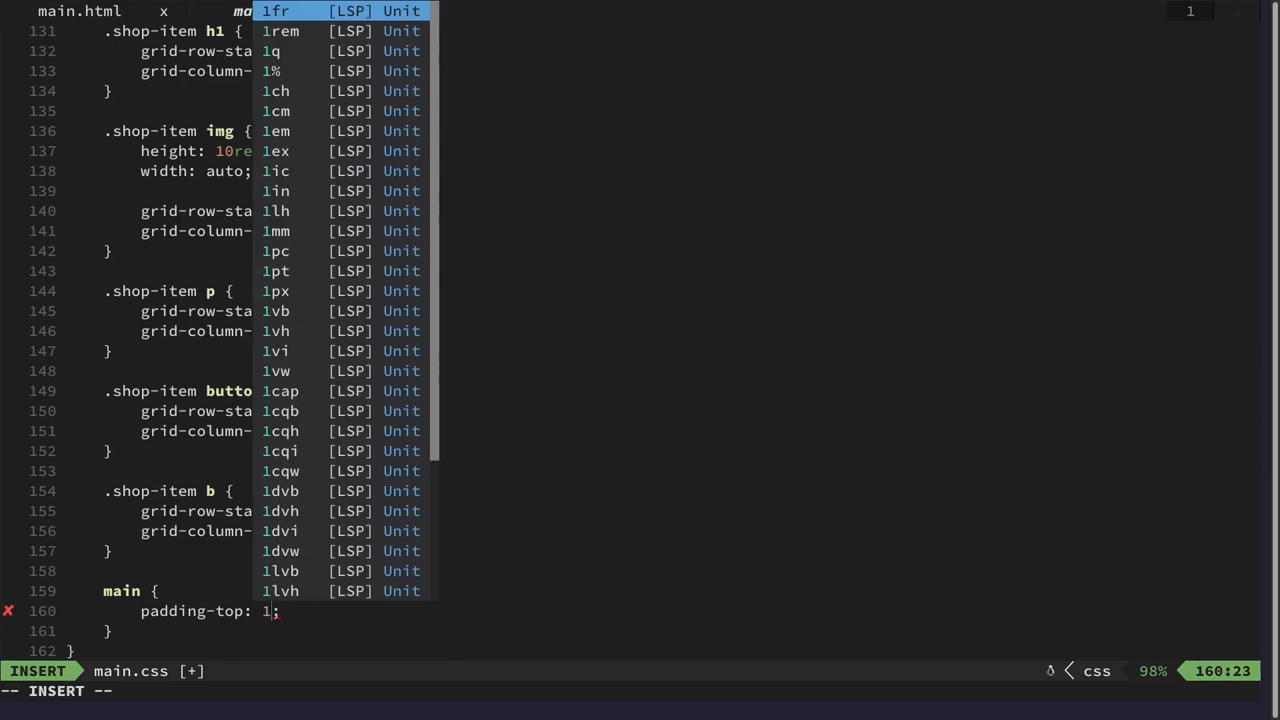 main.html x ma 1fr [LSP] Unit 1 2
131 .shop-item h1 { 1rem [LSP] Unit
132 grid-row-sta 1q [LSP] Unit
133 grid-column- 1% [LSP] Unit
134 } 1ch [LSP] Unit
135 1cm [LSP] Unit
136 .shop-item img { 1em [LSP] Unit
137 height: 10re 1ex [LSP] Unit
138 width: auto; 1ic [LSP] Unit
139 1in [LSP] Unit
140 grid-row-sta 1lh [LSP] Unit
141 grid-column- 1mm [LSP] Unit
142 } 1pc [LSP] Unit
143 1pt [LSP] Unit
144 .shop-item p { 1px [LSP] Unit
145 grid-row-sta 1vb [LSP] Unit
146 grid-column- 1vh [LSP] Unit
147 } 1vi [LSP] Unit
148 1vw [LSP] Unit
149 .shop-item butto 1cap [LSP] Unit
150 grid-row-sta 1cqb [LSP] Unit
151 grid-column- 1cqh [LSP] Unit
152 } 1cqi [LSP] Unit
153 1cqw [LSP] Unit
154 .shop-item b { 1dvb [LSP] Unit
155 grid-row-sta 1dvh [LSP] Unit
156 grid-column- 1dvi [LSP] Unit
157 } 1dvw [LSP] Unit
158 1lvb [LSP] Unit
159 main { 1lvh [LSP] Unit
✘ 160 padding-top: 1;
161 }
162 }
INSERT main.css [+] css 98% 160:23
-- INSERT --